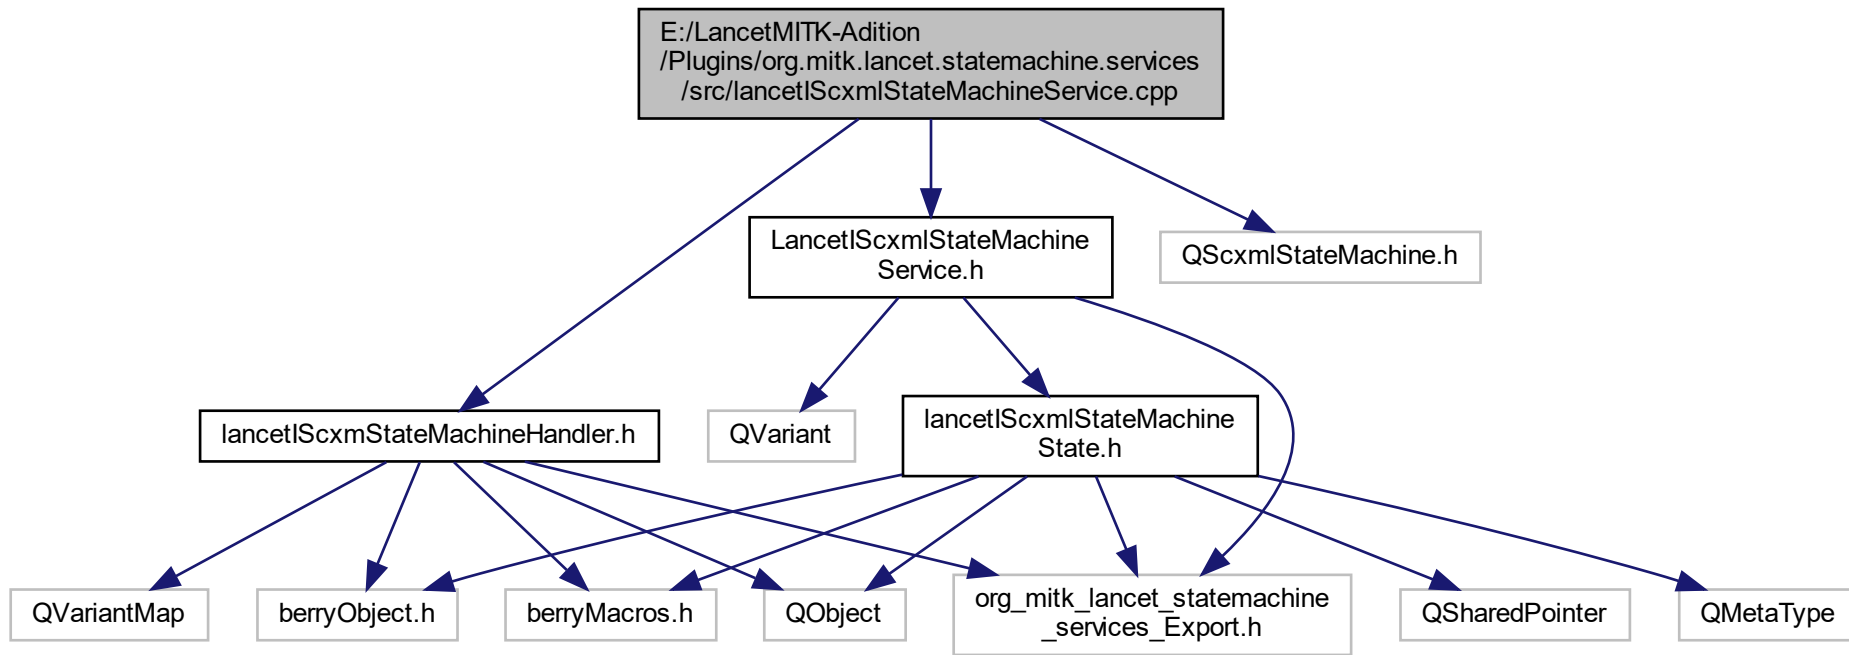 E:/LancetMITK-Adition
/Plugins/org.mitk.lancet.statemachine.services
/src/lancetIScxmlStateMachineService.cpp
LancetIScxmlStateMachine
Service.h
QScxmlStateMachine.h
lancetIScxmStateMachineHandler.h
QVariant
lancetIScxmlStateMachine
State.h
QVariantMap
berryObject.h
berryMacros.h
QObject
org_mitk_lancet_statemachine
_services_Export.h
QSharedPointer
QMetaType